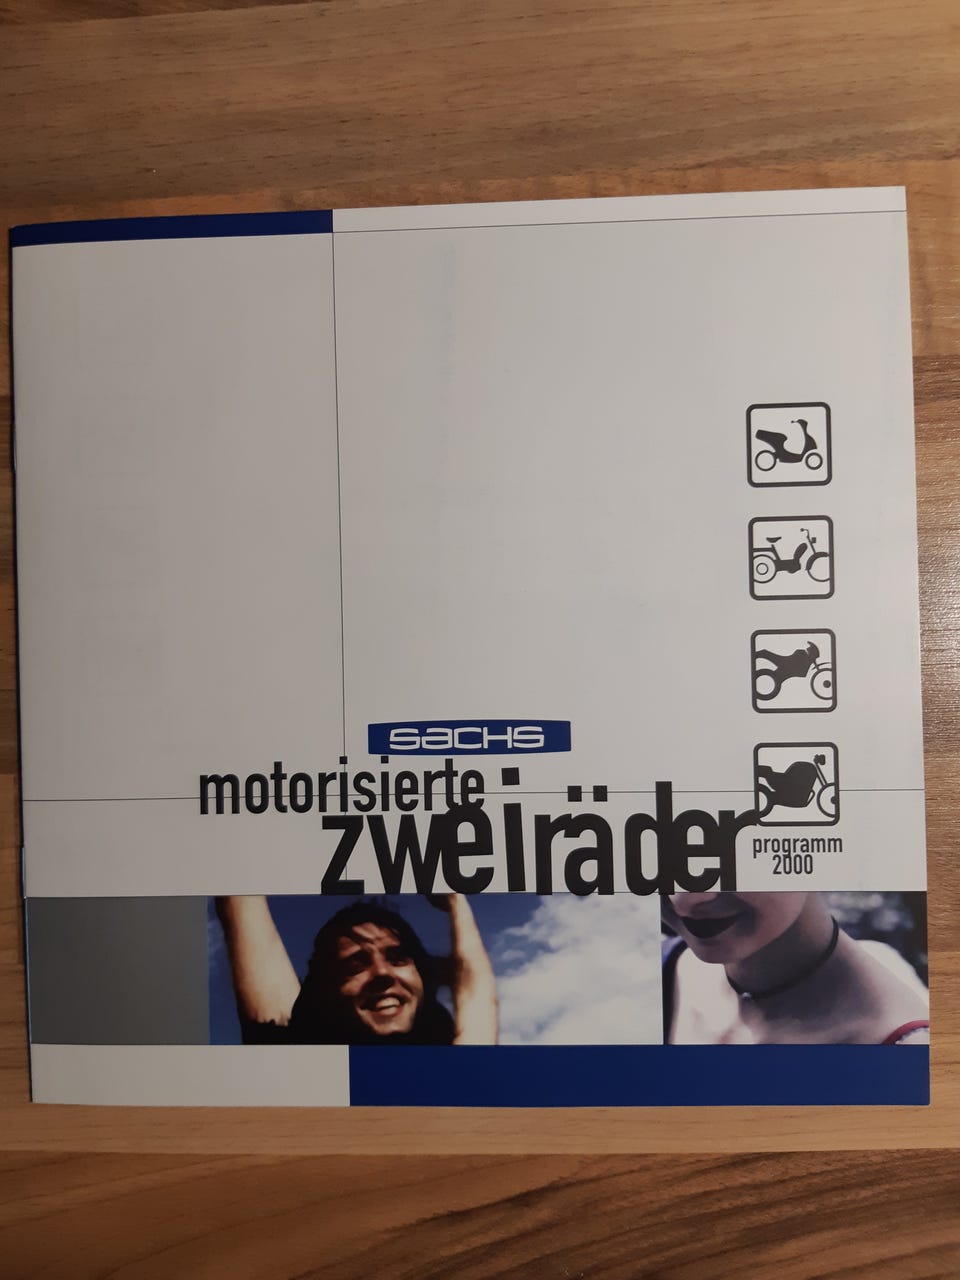 SACHS
motorisierte
zweiräder
programm
2000